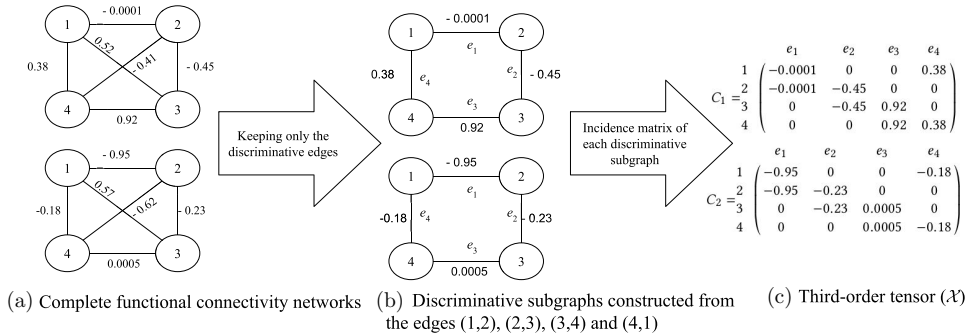 1 - 0.0001 2
0.52
0.38 - 0.41 - 0.45
4 3
0.92
1 - 0.95 2
0.57
-0.18 - 0.62 - 0.23
4 3
0.0005
Keeping only the
discriminative edges
- 0.0001
1 2
e1
0.38 e4 e2 - 0.45
e3
4 3
0.92
- 0.95
1 2
e1
-0.18 e4 e2 - 0.23
e3
4 3
0.0005
Incidence matrix of
each discriminative
subgraph
e1 e2 e3 e4
1 −0.0001 0 0 0.38
2 −0.0001 −0.45 0 0
C1 =
3 0 −0.45 0.92 0
4 0 0 0.92 0.38
e1 e2 e3 e4
1 −0.95 0 0 −0.18
2 −0.95 −0.23 0 0
C2 =
3 0 −0.23 0.0005 0
4 0 0 0.0005 −0.18
(a) Complete functional connectivity networks
(b) Discriminative subgraphs constructed from
the edges (1,2), (2,3), (3,4) and (4,1)
(c) Third-order tensor (𝒳)